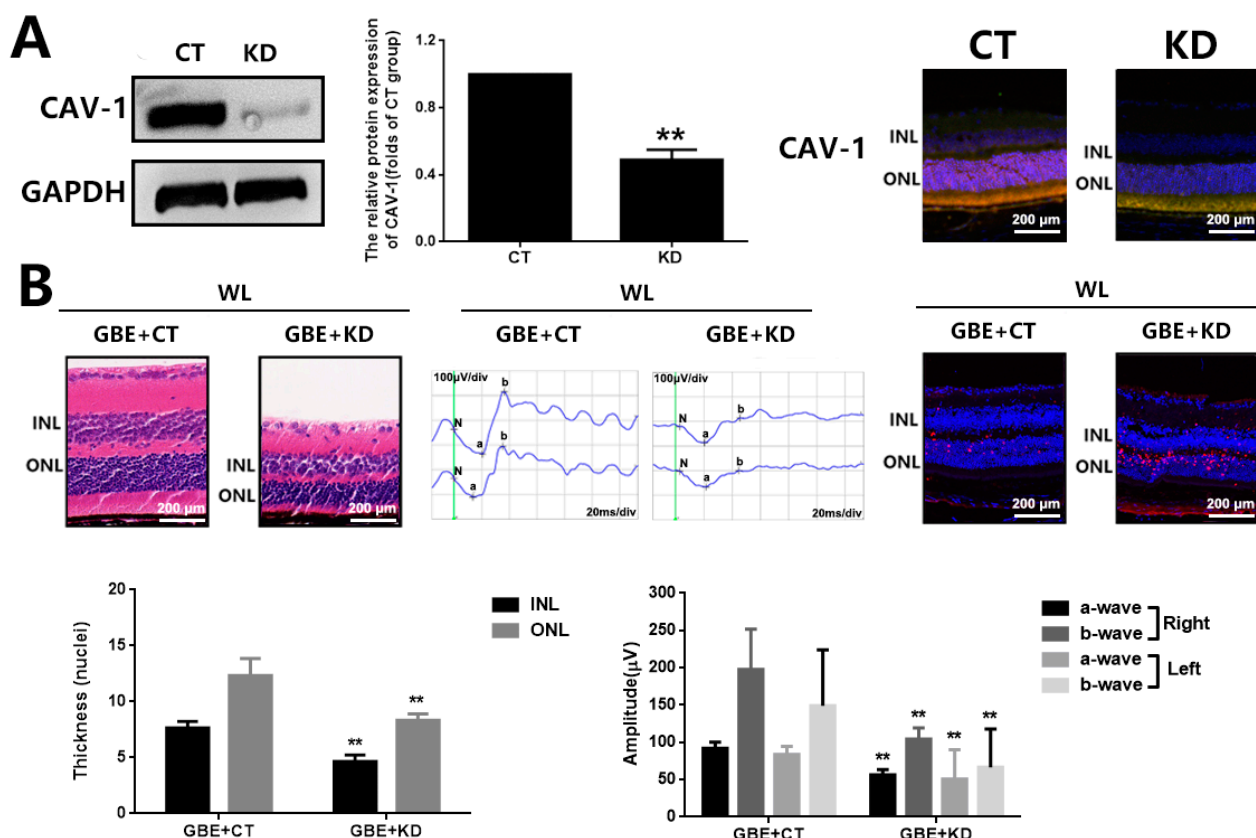 A
CT KD
CAV-1
GAPDH
The relative protein expression
of CAV-1(folds of CT group)
1.2
0.8
0.4
0.0
CT KD
**
CAV-1
CT KD
INL
ONL
200 μm
INL
ONL
200 μm
B
WL
GBE+CT GBE+KD
INL
ONL
200 μm
INL
ONL
200 μm
WL
GBE+CT GBE+KD
100μV/div
N a b
N a b
20ms/div
100μV/div
N a b
N a b
20ms/div
WL
GBE+CT GBE+KD
INL
ONL
200 μm
INL
ONL
200 μm
Thickness (nuclei)
20
15
10
5
0
** **
GBE+CT GBE+KD
INL
ONL
Amplitude(μV)
300
250
200
150
100
50
0
** ** ** **
GBE+CT GBE+KD
a-wave
b-wave
Right
a-wave
b-wave
Left